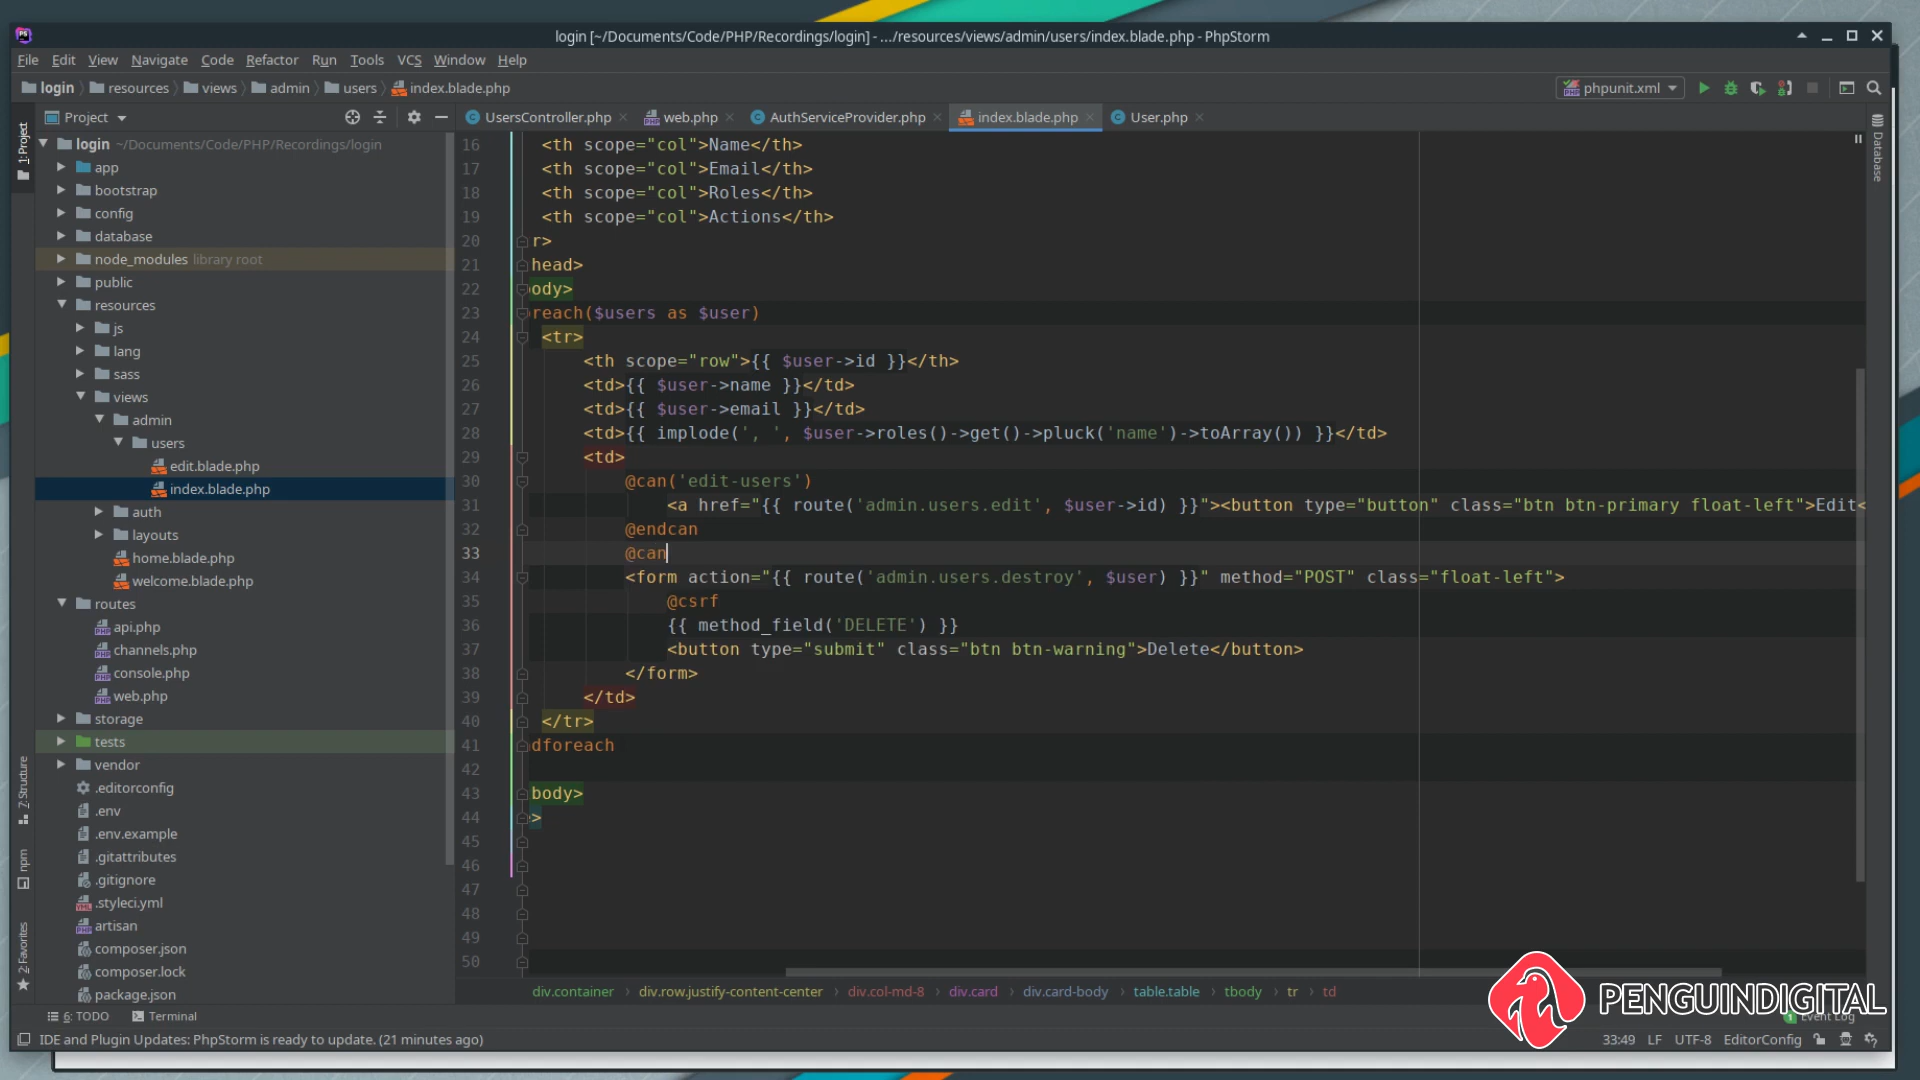 login [~/Documents/Code/PHP/Recordings/login] - .../resources/views/admin/users/index.blade.php - PhpStorm
File Edit View Navigate Code Refactor Run Tools VCS Window Help
login resources views admin users index.blade.php
phpunit.xml
Project
UsersController.php web.php AuthServiceProvider.php index.blade.php User.php
1: Project
Database
login ~/Documents/Code/PHP/Recordings/login
app
bootstrap
config
database
node_modules library root
public
resources
js
lang
sass
views
admin
users
edit.blade.php
index.blade.php
auth
layouts
home.blade.php
welcome.blade.php
routes
api.php
channels.php
console.php
web.php
storage
tests
vendor
.editorconfig
.env
.env.example
.gitattributes
.gitignore
.styleci.yml
artisan
composer.json
composer.lock
package.json
7: Structure
npm
2: Favorites
16 <th scope="col">Name</th>
17 <th scope="col">Email</th>
18 <th scope="col">Roles</th>
19 <th scope="col">Actions</th>
20 r>
21 head>
22 ody>
23 reach($users as $user)
24 <tr>
25 <th scope="row">{{ $user->id }}</th>
26 <td>{{ $user->name }}</td>
27 <td>{{ $user->email }}</td>
28 <td>{{ implode(', ', $user->roles()->get()->pluck('name')->toArray()) }}</td>
29 <td>
30 @can('edit-users')
31 <a href="{{ route('admin.users.edit', $user->id) }}"><button type="button" class="btn btn-primary float-left">Edit<
32 @endcan
33 @can
34 <form action="{{ route('admin.users.destroy', $user) }}" method="POST" class="float-left">
35 @csrf
36 {{ method_field('DELETE') }}
37 <button type="submit" class="btn btn-warning">Delete</button>
38 </form>
39 </td>
40 </tr>
41 dforeach
42
43 body>
44 >
45
46
47
48
49
50
div.container div.row.justify-content-center div.col-md-8 div.card div.card-body table.table tbody tr td
6: TODO Terminal
1 Event Log
PENGUINDIGITAL
IDE and Plugin Updates: PhpStorm is ready to update. (21 minutes ago)
33:49 LF UTF-8 EditorConfig